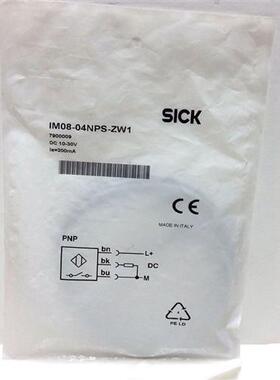 SICK
IM08-04NPS-ZW1
7900009
DC 10-30V
Ia=200mA
CE
MADE IN ITALY
PNP
bn L+
bk DC
bu M
PE LD